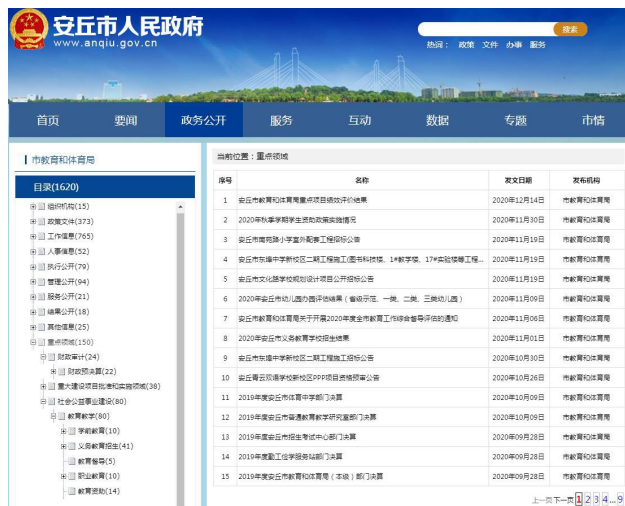 安丘市人民政府
www.anqiu.gov.cn
搜索
热词： 政策 文件 办事 服务
首页 要闻 政务公开 服务 互动 数据 专题 市情
市教育和体育局
目录(1620)
组织机构(15)
政策文件(373)
工作信息(765)
人事信息(52)
执行公开(79)
管理公开(94)
服务公开(21)
结果公开(18)
其他信息(25)
重点领域(150)
财政审计(24)
财政预决算(22)
重大建设项目批准和实施领域(38)
社会公益事业建设(80)
教育教学(80)
学前教育(10)
义务教育招生(41)
教育督导(5)
职业教育(10)
教育资助(14)
当前位置：重点领域
序号 名称 发文日期 发布机构
1 安丘市教育和体育局重点项目绩效评价结果 2020年12月14日 市教育和体育局
2 2020年秋季学期学生资助政策实施情况 2020年11月30日 市教育和体育局
3 安丘市南苑路小学室外配套工程招标公告 2020年11月19日 市教育和体育局
4 安丘市东埠中学新校区二期工程施工(图书科技楼、1#教学楼、17#实验楼等工程... 2020年11月19日 市教育和体育局
5 安丘市文化路学校规划设计项目公开招标公告 2020年11月19日 市教育和体育局
6 2020年安丘市幼儿园办园评估结果（省级示范、一类、二类、三类幼儿园） 2020年11月09日 市教育和体育局
7 安丘市教育和体育局关于开展2020年度全市教育工作综合督导评估的通知 2020年11月06日 市教育和体育局
8 2020年安丘市义务教育学校招生结果 2020年11月01日 市教育和体育局
9 安丘市东埠中学新校区二期工程施工招标公告 2020年10月30日 市教育和体育局
10 安丘青云双语学校新校区PPP项目资格预审公告 2020年10月26日 市教育和体育局
11 2019年度安丘市体育中学部门决算 2020年10月09日 市教育和体育局
12 2019年度安丘市普通教育教学研究室部门决算 2020年10月09日 市教育和体育局
13 2019年度安丘市招生考试中心部门决算 2020年09月28日 市教育和体育局
14 2019年度勤工俭学服务站部门决算 2020年09月28日 市教育和体育局
15 2019年度安丘市教育和体育局（本级）部门决算 2020年09月28日 市教育和体育局
上一页 下一页 1 2 3 4 ... 9